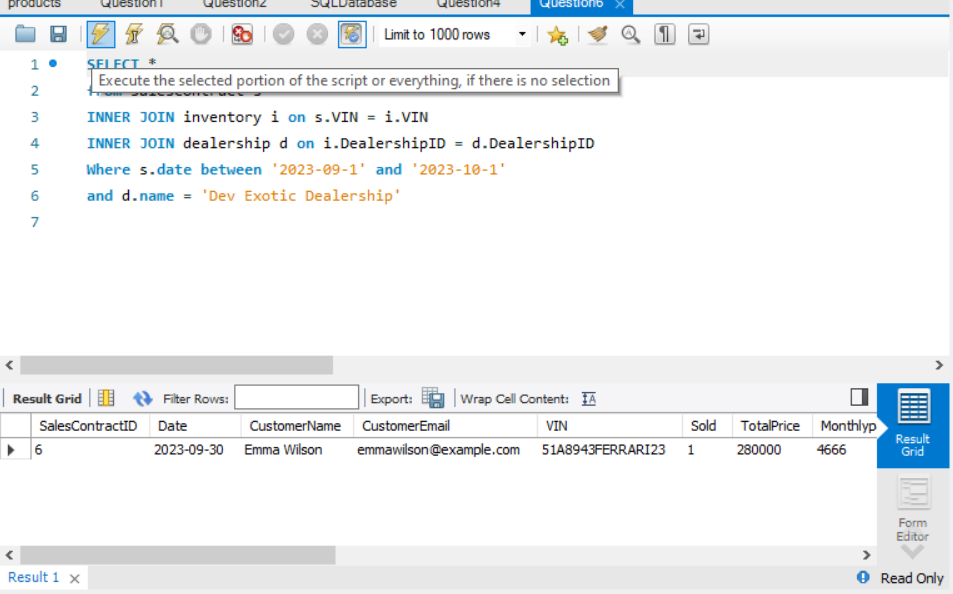 products Question1 Question2 SQLDatabase Question4 Question6 ×
Limit to 1000 rows
1 SELECT *
Execute the selected portion of the script or everything, if there is no selection
2
3 INNER JOIN inventory i on s.VIN = i.VIN
4 INNER JOIN dealership d on i.DealershipID = d.DealershipID
5 Where s.date between '2023-09-1' and '2023-10-1'
6 and d.name = 'Dev Exotic Dealership'
7
Result Grid Filter Rows: Export: Wrap Cell Content: IA
SalesContractID Date CustomerName CustomerEmail VIN Sold TotalPrice Monthlyp
6 2023-09-30 Emma Wilson emmawilson@example.com 51A8943FERRARI23 1 280000 4666
Result
Grid
Form
Editor
Result 1 ×
Read Only